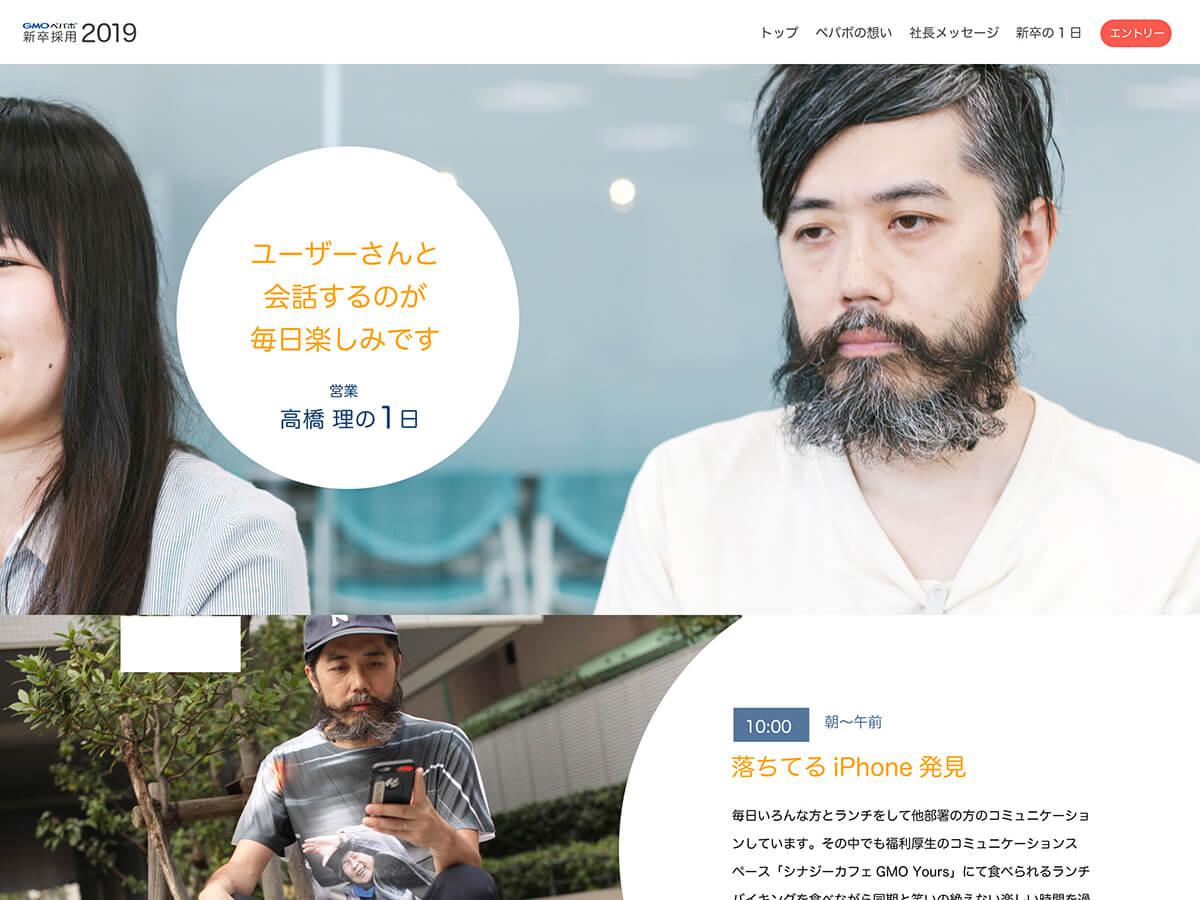 GMOペパボ
新卒採用 2019
トップ ペパボの想い 社長メッセージ 新卒の1日 エントリー
ユーザーさんと
会話するのが
毎日楽しみです
営業
高橋 理の1日
N
10:00 朝〜午前
落ちてる iPhone 発見
毎日いろんな方とランチをして他部署の方のコミュニケーショ
ンしています。その中でも福利厚生のコミュニケーションス
ペース「シナジーカフェ GMO Yours」にて食べられるランチ
バイキングを食べながら同期と笑いの絶えない楽しい時間を過